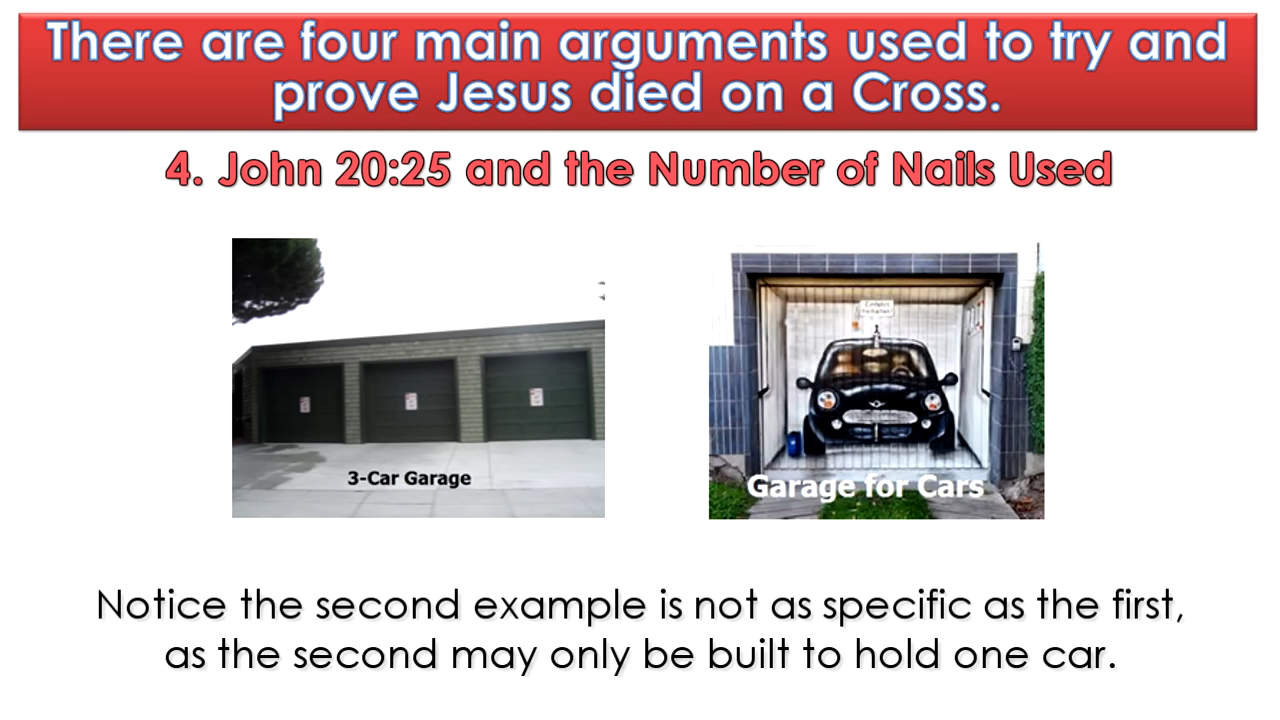 There are four main arguments used to try and
prove Jesus died on a Cross.
4. John 20:25 and the Number of Nails Used
3-Car Garage
Garage for Cars
Notice the second example is not as specific as the first,
as the second may only be built to hold one car.